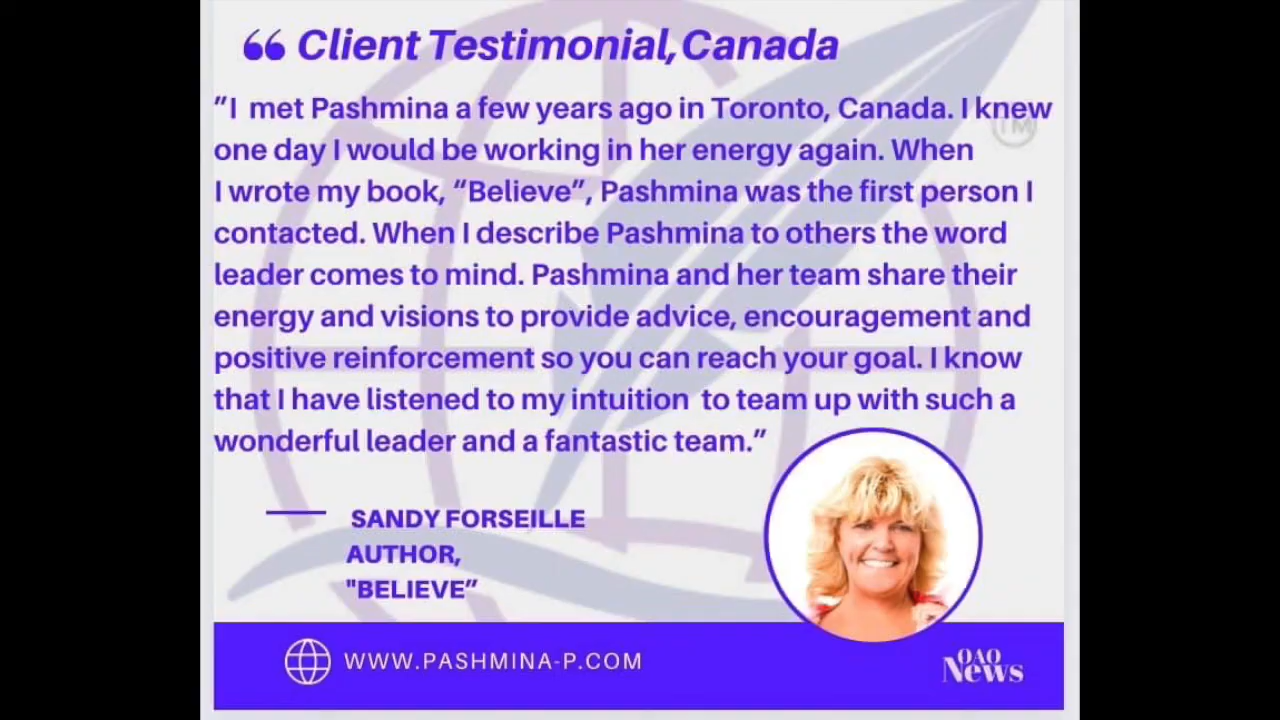 “ Client Testimonial, Canada
”I met Pashmina a few years ago in Toronto, Canada. I knew
TM
one day I would be working in her energy again. When
I wrote my book, “Believe”, Pashmina was the first person I
contacted. When I describe Pashmina to others the word
leader comes to mind. Pashmina and her team share their
energy and visions to provide advice, encouragement and
positive reinforcement so you can reach your goal. I know
that I have listened to my intuition to team up with such a
wonderful leader and a fantastic team.”
SANDY FORSEILLE
AUTHOR,
"BELIEVE”
WWW.PASHMINA-P.COM
OAO
News